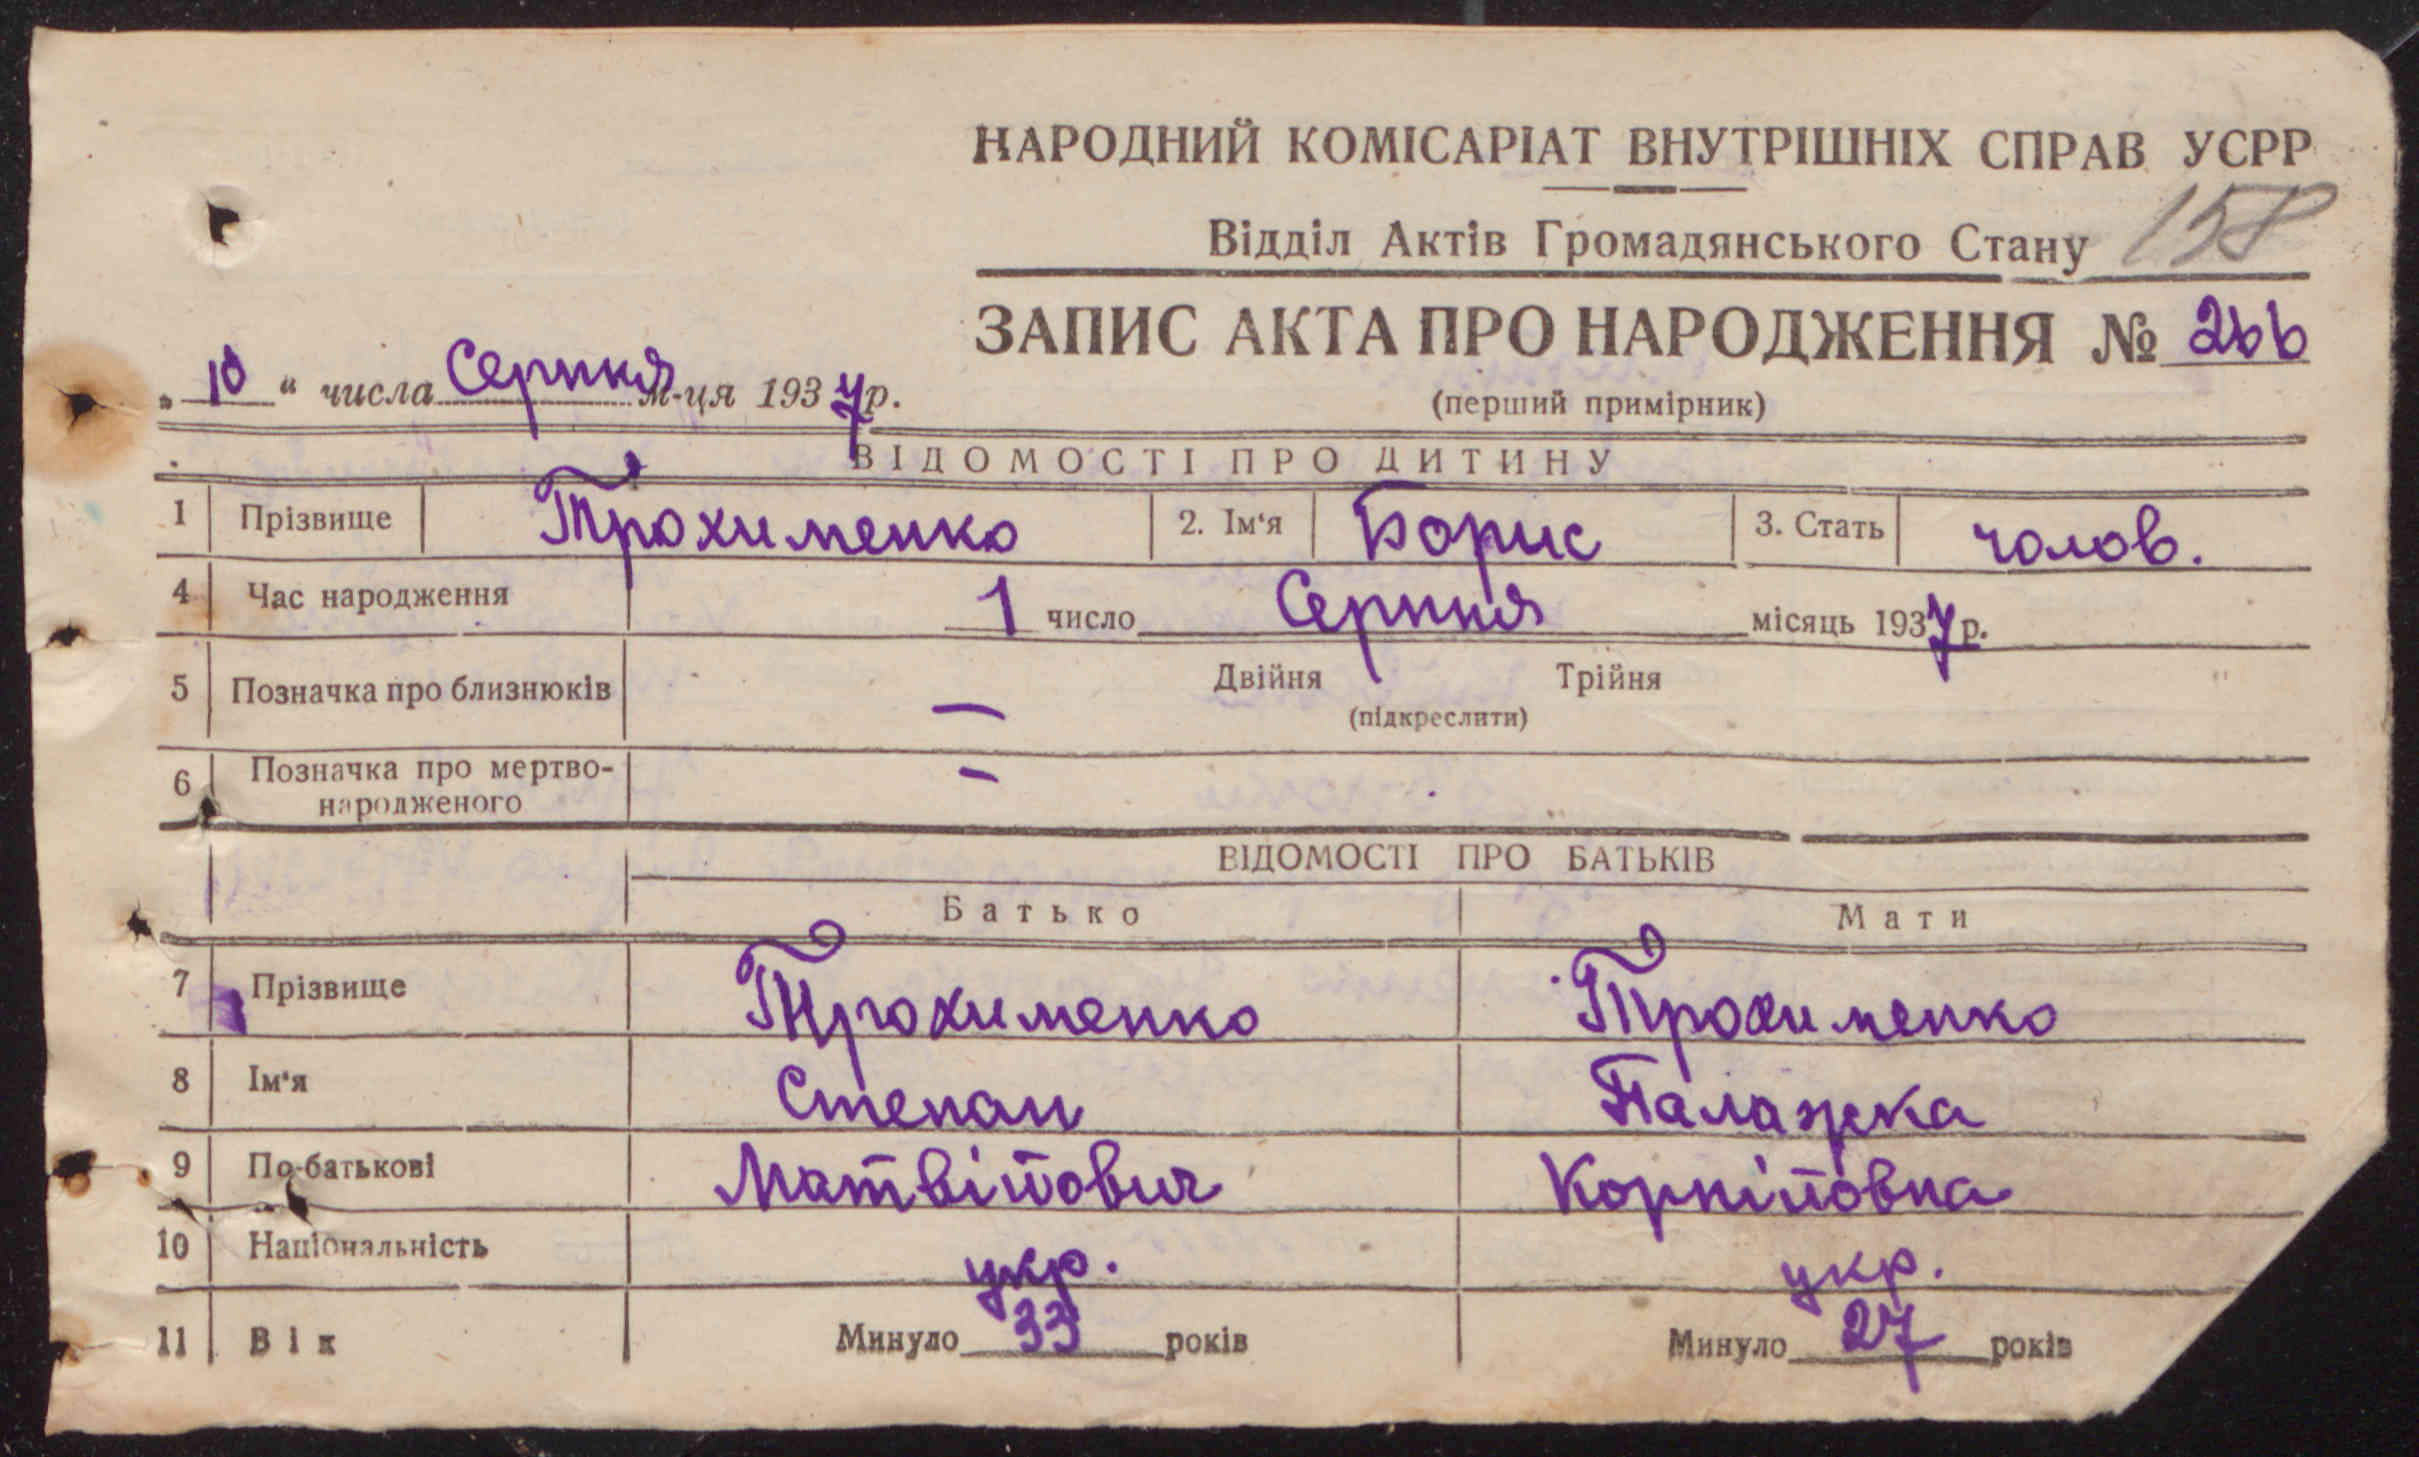 НАРОДНИЙ КОМІСАРІАТ ВНУТРІШНІХ СПРАВ УСРР
Відділ Актів Громадянського Стану 158
ЗАПИС АКТА ПРО НАРОДЖЕННЯ № 266
„ 10 “ числа Серпня м-ця 1937р.
(перший примірник)
ВІДОМОСТІ ПРО ДИТИНУ
1 Прізвище Трохименко 2. Ім‘я Борис 3. Стать чолов.
4 Час народження 1 число Серпня місяць 1937р.
5 Позначка про близнюків — Двійня Трійня
(підкреслити)
6 Позначка про мертво- –
народженого
ВІДОМОСТІ ПРО БАТЬКІВ
Батько Мати
7 Прізвище Трохименко Трохименко
8 Ім‘я Степан Палажка
9 По-батькові Матвійович Корнійовна
10 Національність укр. укр.
11 Вік Минуло 33 років Минуло 27 років